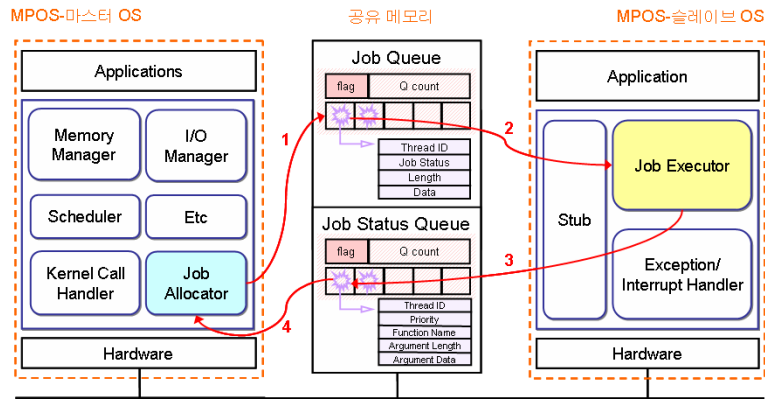 MPOS-마스터 OS
공유 메모리
MPOS-슬레이브 OS
Applications
Memory
Manager
I/O
Manager
Scheduler
Etc
Kernel Call
Handler
Job
Allocator
Hardware
1
Job Queue
flag
Q count
Thread ID
Job Status
Length
Data
2
Job Status Queue
flag
Q count
Thread ID
Priority
Function Name
Argument Length
Argument Data
3
4
Application
Stub
Job Executor
Exception/
Interrupt Handler
Hardware